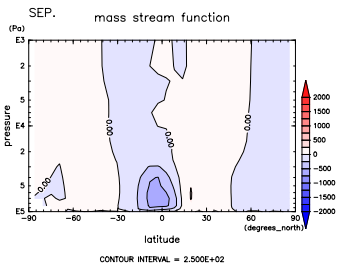 SEP.
mass stream function
(Pa)
E3
2
5
E4
2
5
E5
pressure
0.00
0.00
0.00
0.00
-90 -60 -30 0 30 60 90
(degrees_north)
latitude
2000
1500
1000
500
0
-500
-1000
-1500
-2000
CONTOUR INTERVAL = 2.500E+02